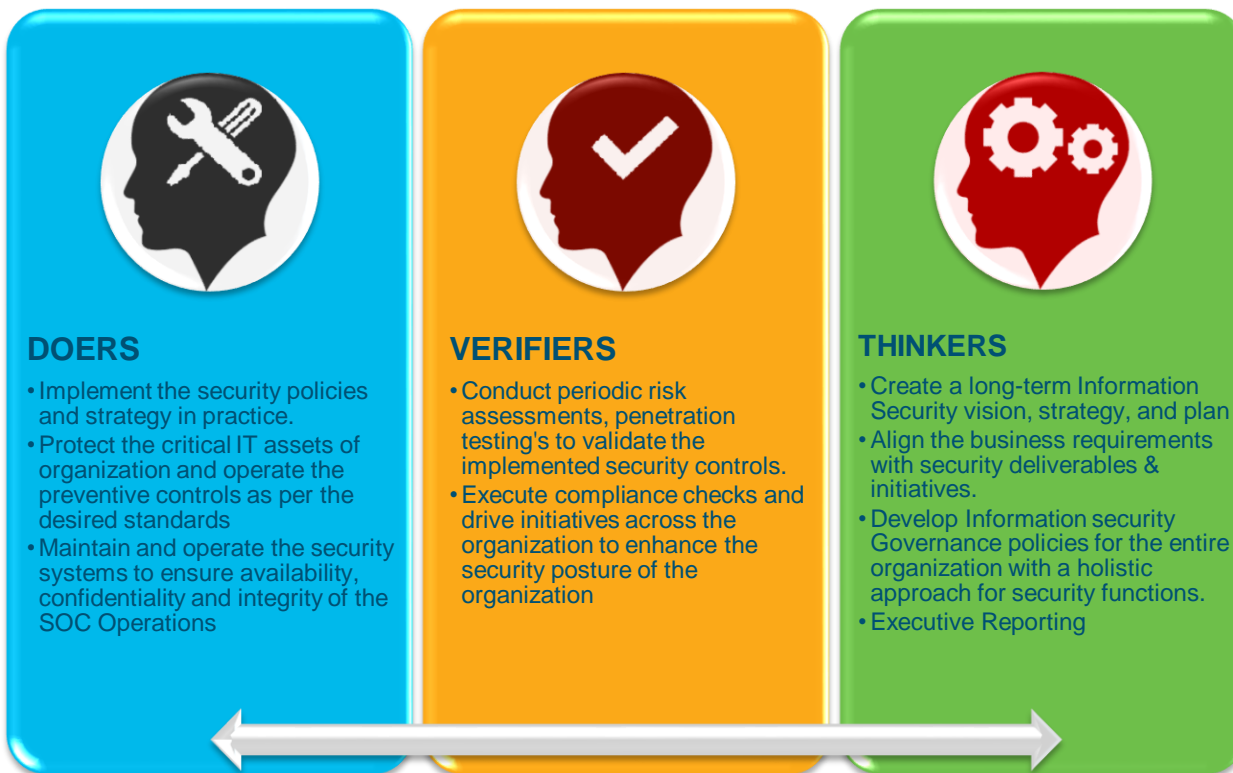 DOERS
• Implement the security policies
and strategy in practice.
• Protect the critical IT assets of
organization and operate the
preventive controls as per the
desired standards
• Maintain and operate the security
systems to ensure availability,
confidentiality and integrity of the
SOC Operations
VERIFIERS
• Conduct periodic risk
assessments, penetration
testing's to validate the
implemented security controls.
• Execute compliance checks and
drive initiatives across the
organization to enhance the
security posture of the
organization
THINKERS
• Create a long-term Information
Security vision, strategy, and plan
• Align the business requirements
with security deliverables &
initiatives.
• Develop Information security
Governance policies for the entire
organization with a holistic
approach for security functions.
• Executive Reporting